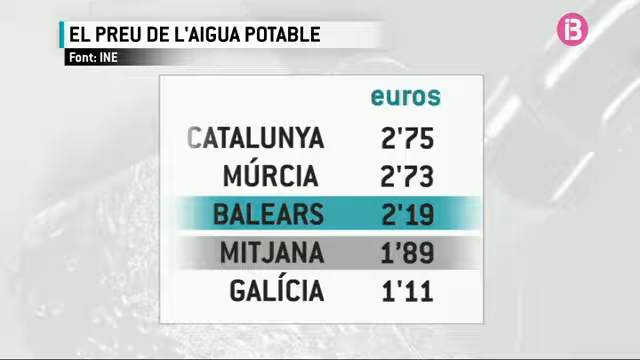 EL PREU DE L'AIGUA POTABLE
Font: INE
euros
CATALUNYA 2'75
MÚRCIA 2'73
BALEARS 2'19
MITJANA 1'89
GALÍCIA 1'11